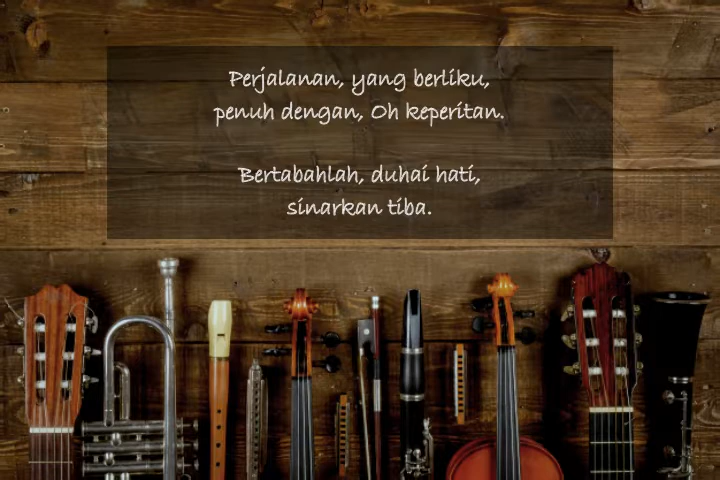 Perjalanan, yang berliku,
penuh dengan, Oh keperitan.
Bertabahlah, duhai hati,
sinarkan tiba.